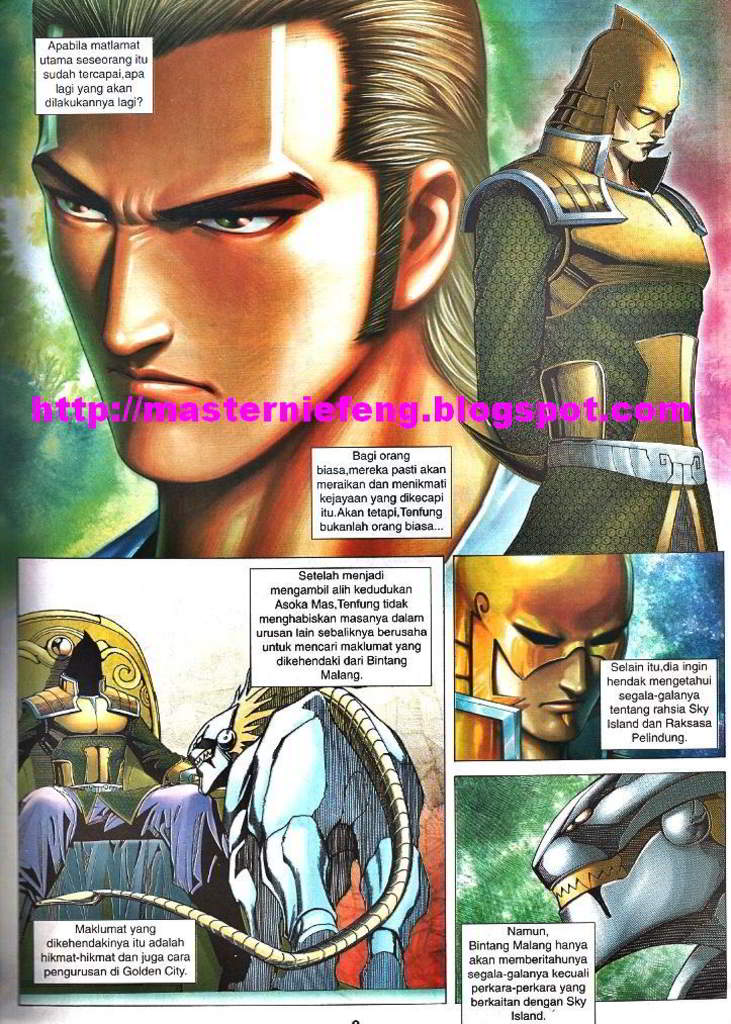 Apabila matlamat
utama seseorang itu
sudah tercapai,apa
lagi yang akan
dilakukannya lagi?
http://masterniefeng.blogspot.com
Bagi orang
biasa,mereka pasti akan
meraikan dan menikmati
kejayaan yang dikecapi
itu.Akan tetapi,Tenfung
bukanlah orang biasa...
Setelah menjadi
mengambil alih kedudukan
Asoka Mas,Tenfung tidak
menghabiskan masanya dalam
urusan lain sebaliknya berusaha
untuk mencari maklumat yang
dikehendaki dari Bintang
Malang.
Maklumat yang
dikehendakinya itu adalah
hikmat-hikmat dan juga cara
pengurusan di Golden City.
Selain itu,dia ingin
hendak mengetahui
segala-galanya
tentang rahsia Sky
Island dan Raksasa
Pelindung.
Namun,
Bintang Malang hanya
akan memberitahunya
segala-galanya kecuali
perkara-perkara yang
berkaitan dengan Sky
Island.